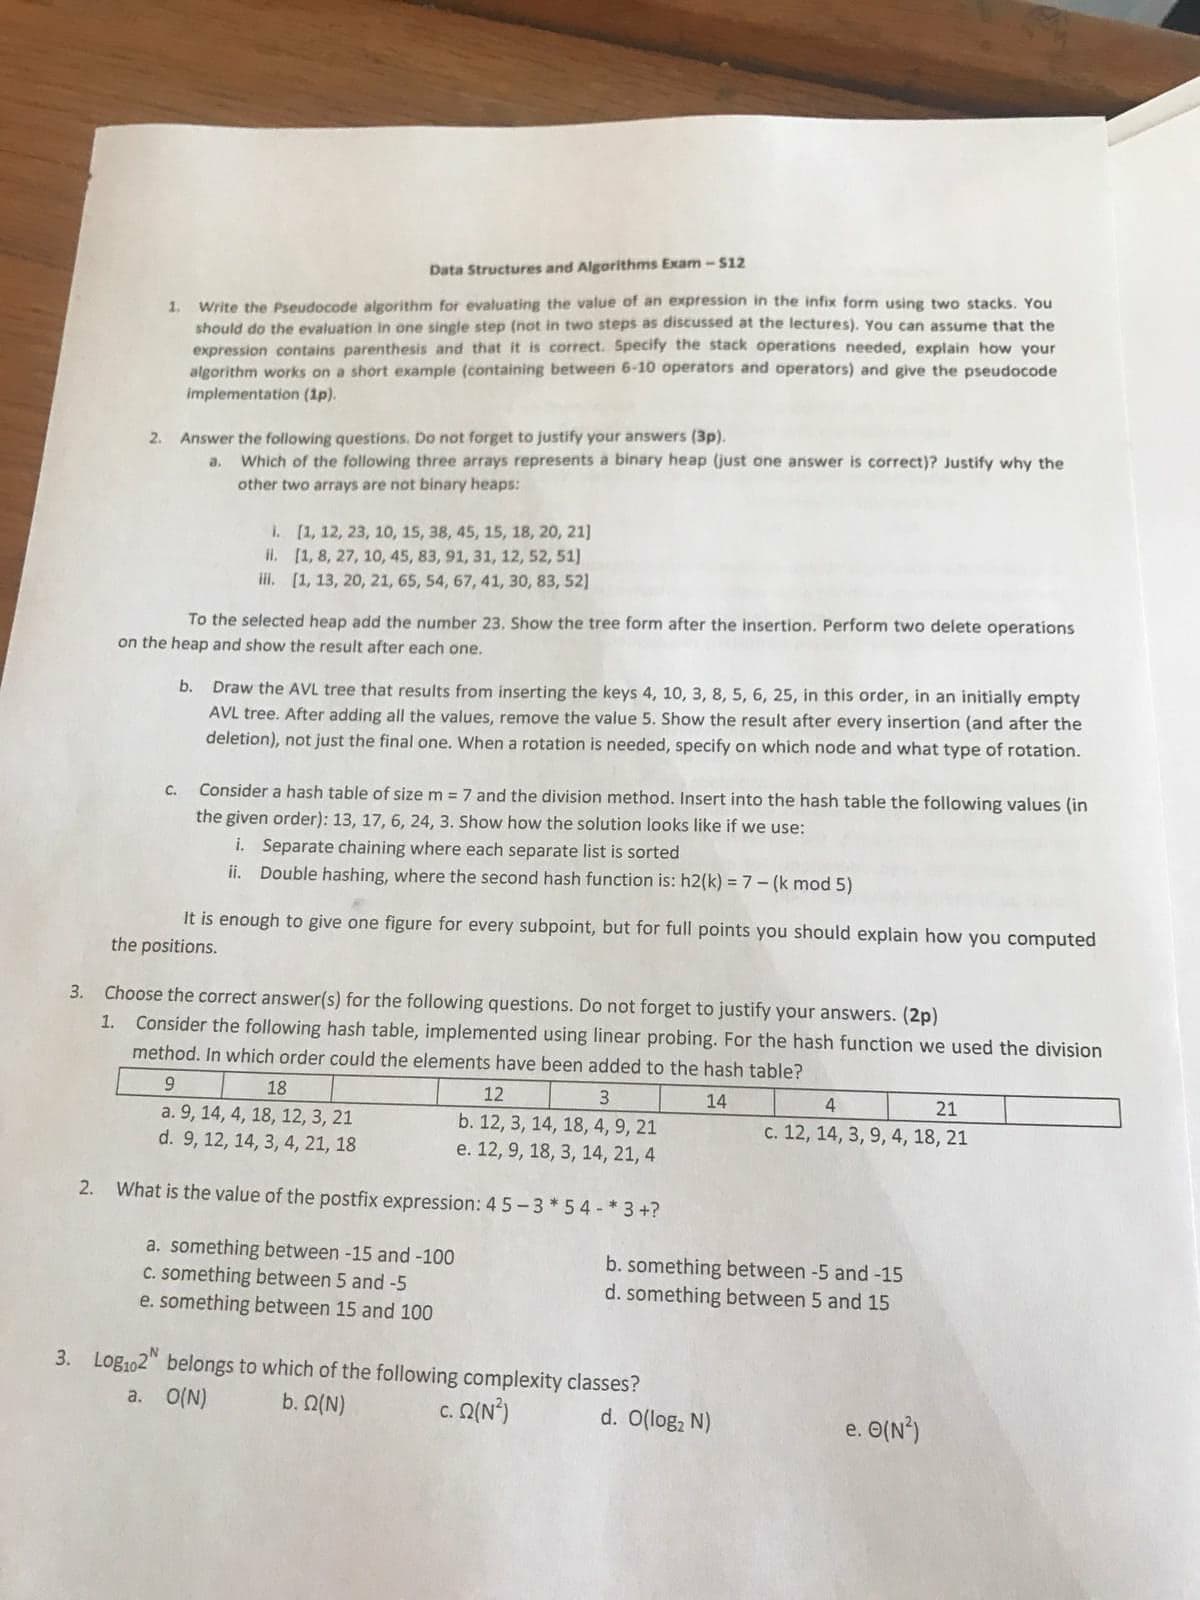 Data Structures and Algorithms Exam – S12
1. Write the Pseudocode algorithm for evaluating the value of an expression in the infix form using two stacks. You
should do the evaluation in one single step (not in two steps as discussed at the lectures). You can assume that the
expression contains parenthesis and that it is correct. Specify the stack operations needed, explain how your
algorithm works on a short example (containing between 6-10 operators and operators) and give the pseudocode
implementation (1p).
2. Answer the following questions. Do not forget to justify your answers (3p).
a. Which of the following three arrays represents a binary heap (just one answer is correct)? Justify why the
other two arrays are not binary heaps:
i. [1, 12, 23, 10, 15, 38, 45, 15, 18, 20, 21]
ii. [1, 8, 27, 10, 45, 83, 91, 31, 12, 52, 51]
iii. [1, 13, 20, 21, 65, 54, 67, 41, 30, 83, 52]
To the selected heap add the number 23. Show the tree form after the insertion. Perform two delete operations
on the heap and show the result after each one.
b. Draw the AVL tree that results from inserting the keys 4, 10, 3, 8, 5, 6, 25, in this order, in an initially empty
AVL tree. After adding all the values, remove the value 5. Show the result after every insertion (and after the
deletion), not just the final one. When a rotation is needed, specify on which node and what type of rotation.
c. Consider a hash table of size m = 7 and the division method. Insert into the hash table the following values (in
the given order): 13, 17, 6, 24, 3. Show how the solution looks like if we use:
i. Separate chaining where each separate list is sorted
ii. Double hashing, where the second hash function is: h2(k) = 7 – (k mod 5)
It is enough to give one figure for every subpoint, but for full points you should explain how you computed
the positions.
3. Choose the correct answer(s) for the following questions. Do not forget to justify your answers. (2p)
1. Consider the following hash table, implemented using linear probing. For the hash function we used the division
method. In which order could the elements have been added to the hash table?
9 18 12 3 14 4 21
a. 9, 14, 4, 18, 12, 3, 21 b. 12, 3, 14, 18, 4, 9, 21 c. 12, 14, 3, 9, 4, 18, 21
d. 9, 12, 14, 3, 4, 21, 18 e. 12, 9, 18, 3, 14, 21, 4
2. What is the value of the postfix expression: 4 5 – 3 * 5 4 - * 3 +?
a. something between -15 and -100 b. something between -5 and -15
c. something between 5 and -5 d. something between 5 and 15
e. something between 15 and 100
3. Log₁₀2ᴺ belongs to which of the following complexity classes?
a. O(N) b. Ω(N) c. Ω(N²) d. O(log₂ N) e. Θ(N²)